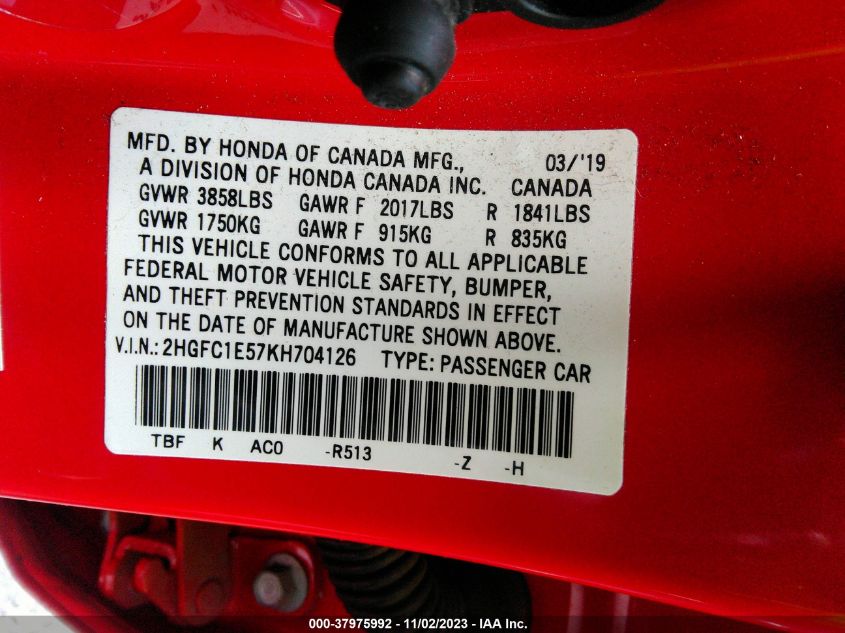 MFD. BY HONDA OF CANADA MFG., 03/'19
A DIVISION OF HONDA CANADA INC. CANADA
GVWR 3858LBS GAWR F 2017LBS R 1841LBS
GVWR 1750KG GAWR F 915KG R 835KG
THIS VEHICLE CONFORMS TO ALL APPLICABLE
FEDERAL MOTOR VEHICLE SAFETY, BUMPER,
AND THEFT PREVENTION STANDARDS IN EFFECT
ON THE DATE OF MANUFACTURE SHOWN ABOVE.
V.I.N.: 2HGFC1E57KH704126 TYPE: PASSENGER CAR
TBF K AC0 -R513 -Z -H
000-37975992 - 11/02/2023 - IAA Inc.